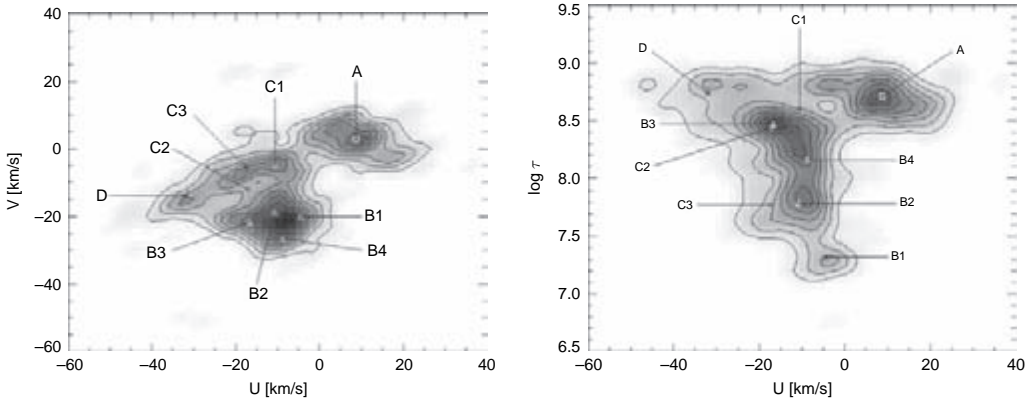 40
20
0
–20
–40
–60
V [km/s]
–60
–40
–20
0
20
40
U [km/s]
A
C1
C3
C2
D
B1
B3
B4
B2
9.5
9.0
8.5
8.0
7.5
7.0
6.5
log τ
–60
–40
–20
0
20
40
U [km/s]
C1
D
A
B3
C2
B4
C3
B2
B1